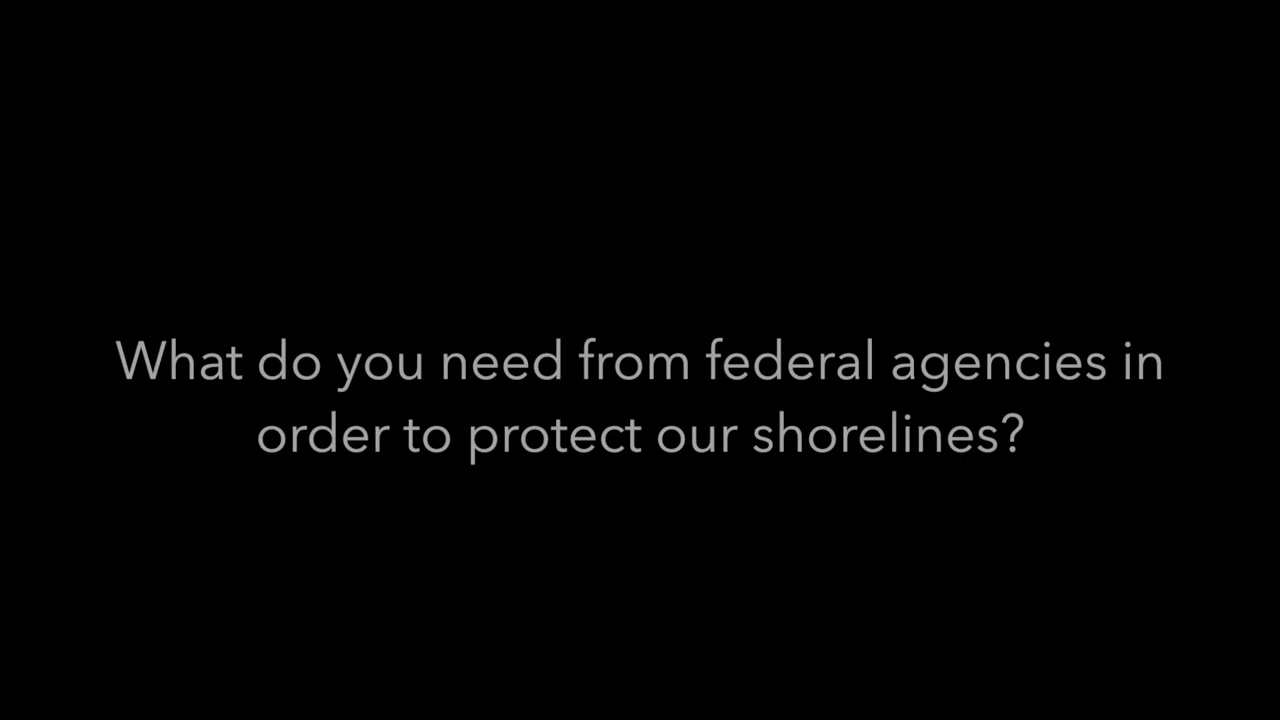 What do you need from federal agencies in
order to protect our shorelines?